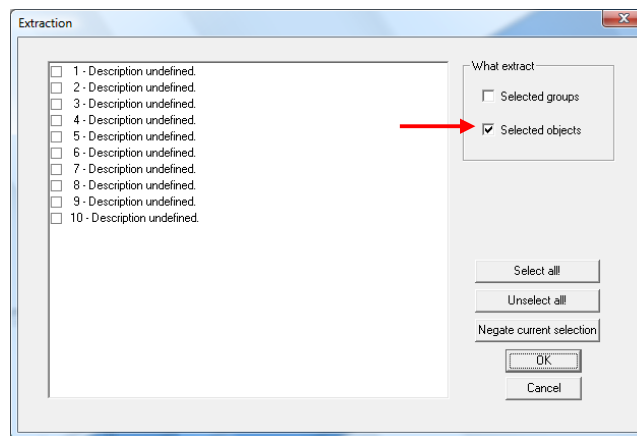 Extraction
1 - Description undefined.
2 - Description undefined.
3 - Description undefined.
4 - Description undefined.
5 - Description undefined.
6 - Description undefined.
7 - Description undefined.
8 - Description undefined.
9 - Description undefined.
10 - Description undefined.
What extract
Selected groups
Selected objects
Select all!
Unselect all!
Negate current selection
OK
Cancel